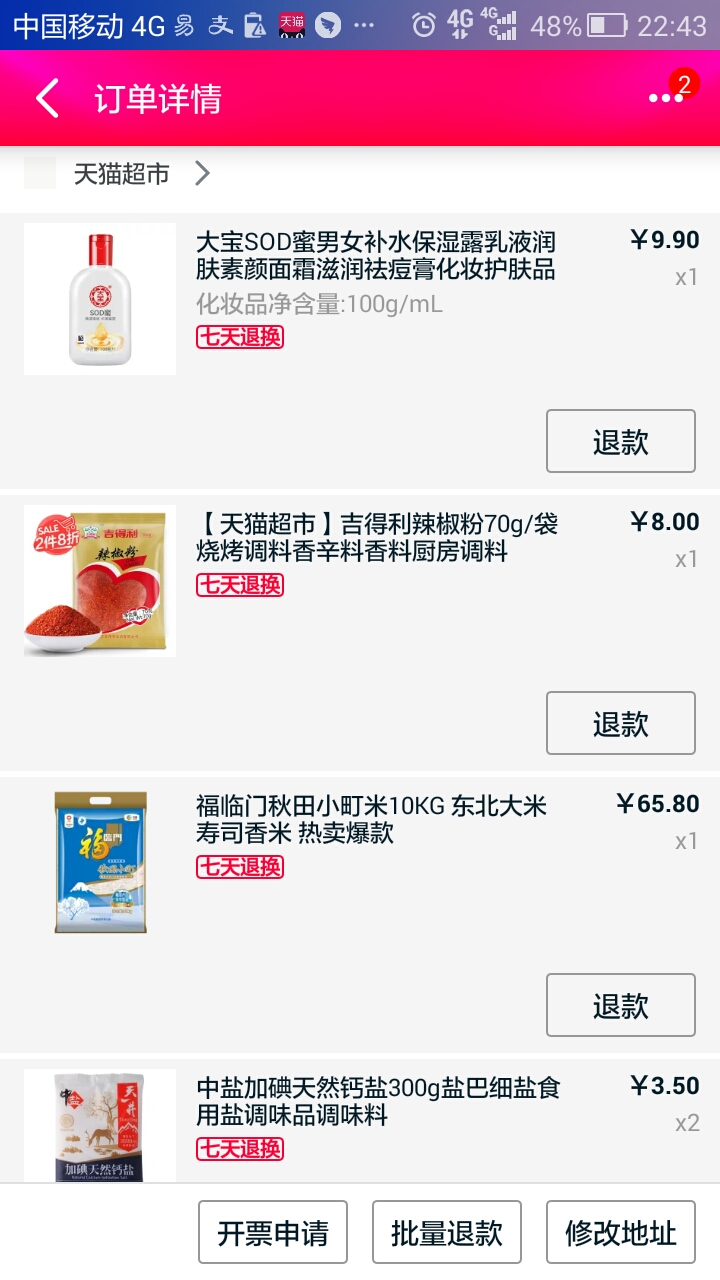 中国移动 4G 48% 22:43
订单详情 2
天猫超市
大宝SOD蜜男女补水保湿露乳液润 ¥9.90
肤素颜面霜滋润祛痘膏化妆护肤品 x1
化妆品净含量:100g/mL
七天退换
SOD蜜
退款
【天猫超市】吉得利辣椒粉70g/袋 ¥8.00
烧烤调料香辛料香料厨房调料 x1
七天退换
SALE
2件8折
吉得利
辣椒粉
退款
福临门秋田小町米10KG 东北大米 ¥65.80
寿司香米 热卖爆款 x1
七天退换
福临門
退款
中盐加碘天然钙盐300g盐巴细盐食 ¥3.50
用盐调味品调味料 x2
七天退换
中盐
加碘天然钙盐
开票申请 批量退款 修改地址